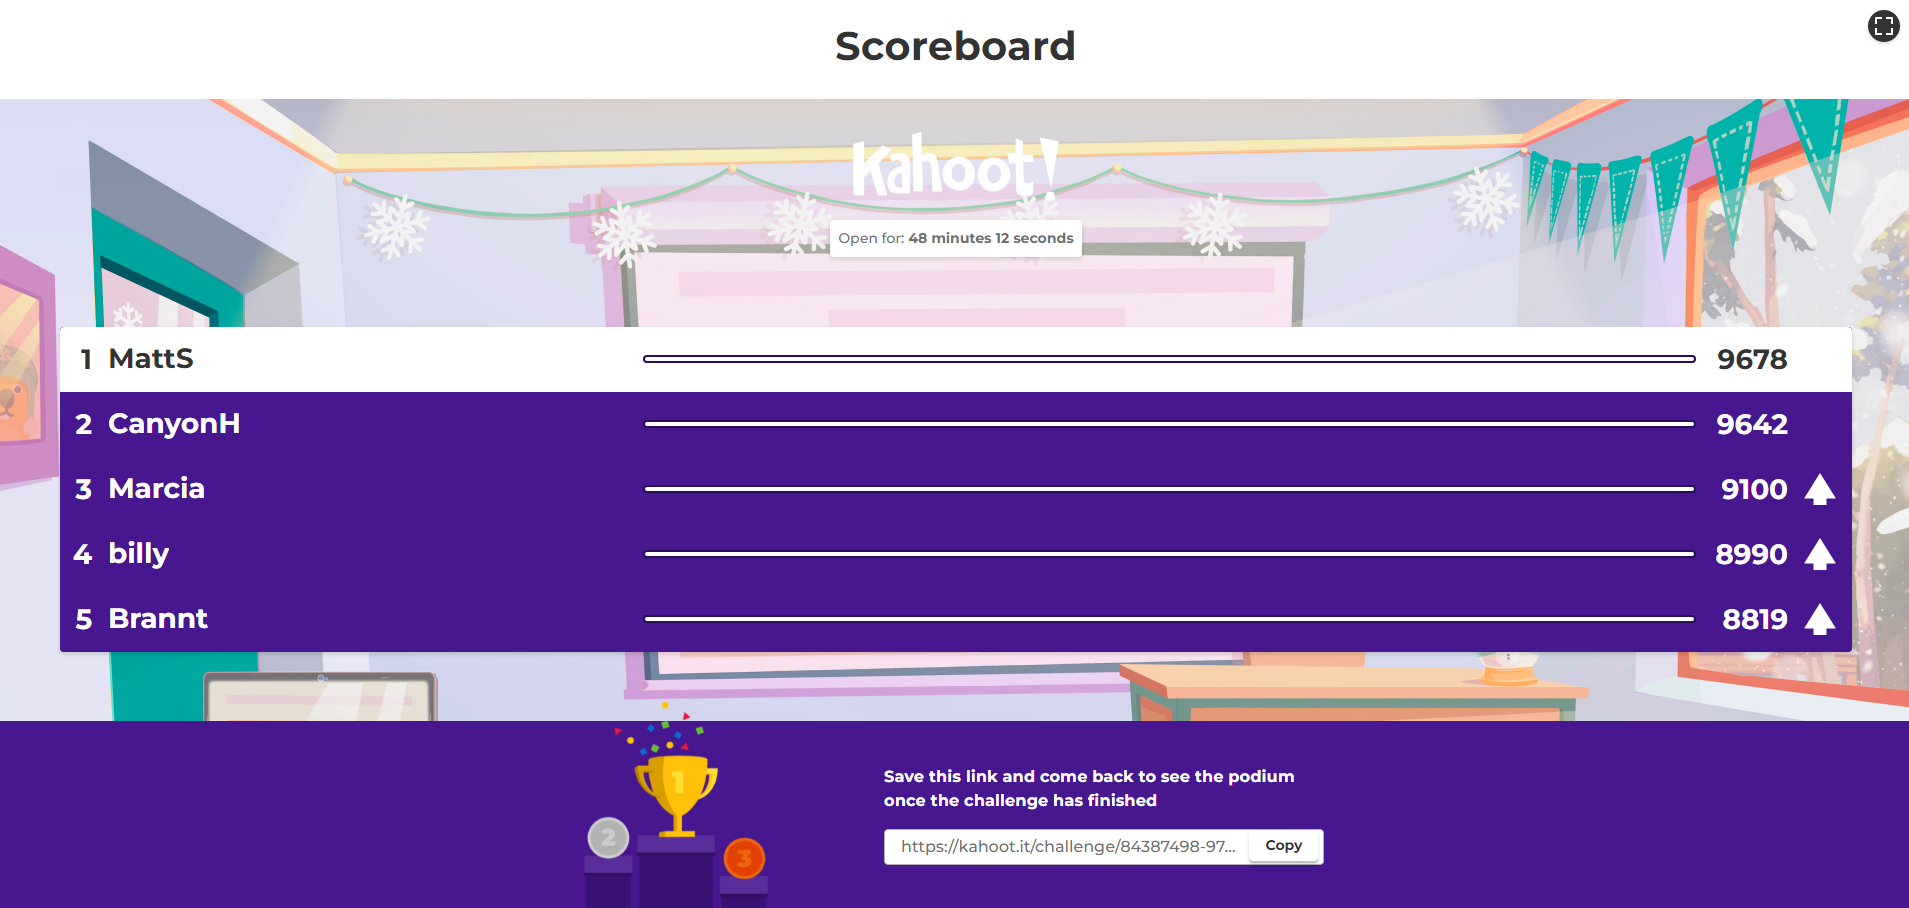 Scoreboard
Kahoot!
Open for: 48 minutes 12 seconds
1 MattS 9678
2 CanyonH 9642
3 Marcia 9100
4 billy 8990
5 Brannt 8819
1
2
3
Save this link and come back to see the podium
once the challenge has finished
https://kahoot.it/challenge/84387498-97... Copy